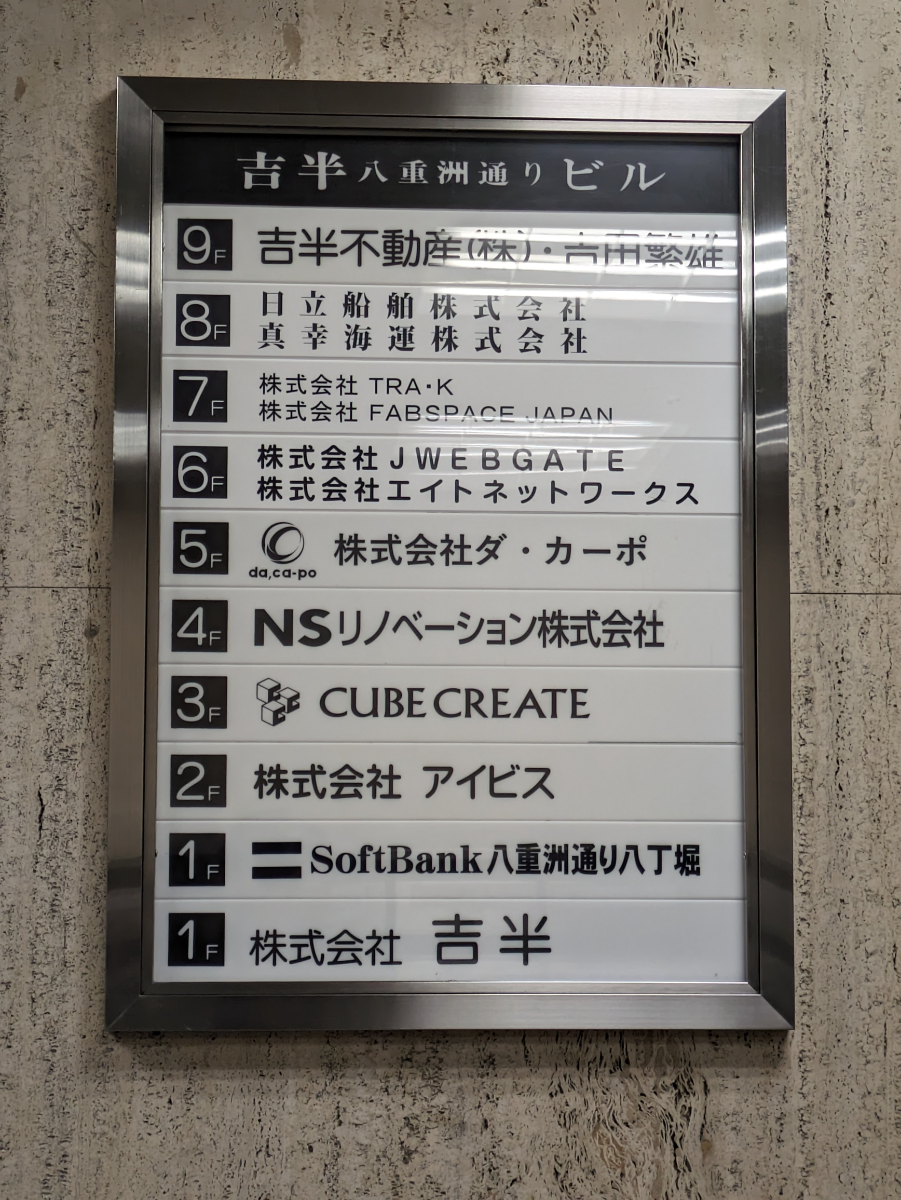 吉半八重洲通りビル
9F 吉半不動産(株)・吉田繁雄
8F 日立船舶株式会社
真幸海運株式会社
7F 株式会社 TRA・K
株式会社 FABSPACE JAPAN
6F 株式会社JWEBGATE
株式会社エイトネットワークス
5F da,ca-po 株式会社ダ・カーポ
4F NSリノベーション株式会社
3F CUBE CREATE
2F 株式会社 アイビス
1F SoftBank八重洲通り八丁堀
1F 株式会社 吉半